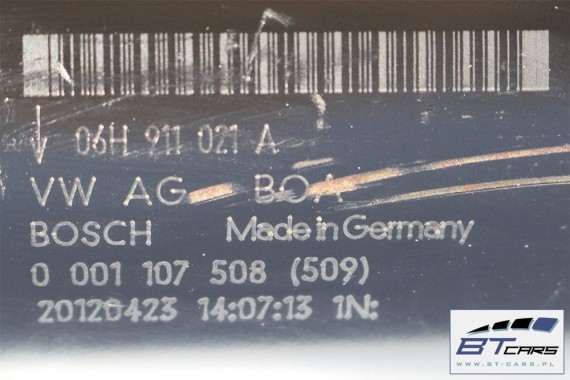 06H 911 021 A
VW AG BOA
BOSCH Made in Germany
0 001 107 508 (509)
20120423 14:07:13 1N:
BT CARS
WWW.BT-CARS.PL